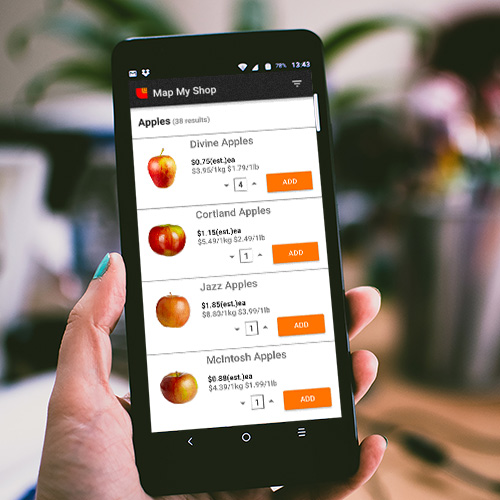 78% 13:43
Map My Shop
Apples (38 results)
Divine Apples
$0.75(est.)ea
$3.95/1kg $1.79/1lb
4
ADD
Cortland Apples
$1.15(est.)ea
$5.49/1kg $2.49/1lb
1
ADD
Jazz Apples
$1.85(est.)ea
$8.83/1kg $3.99/1lb
1
ADD
McIntosh Apples
$0.88(est.)ea
$4.39/1kg $1.99/1lb
1
ADD